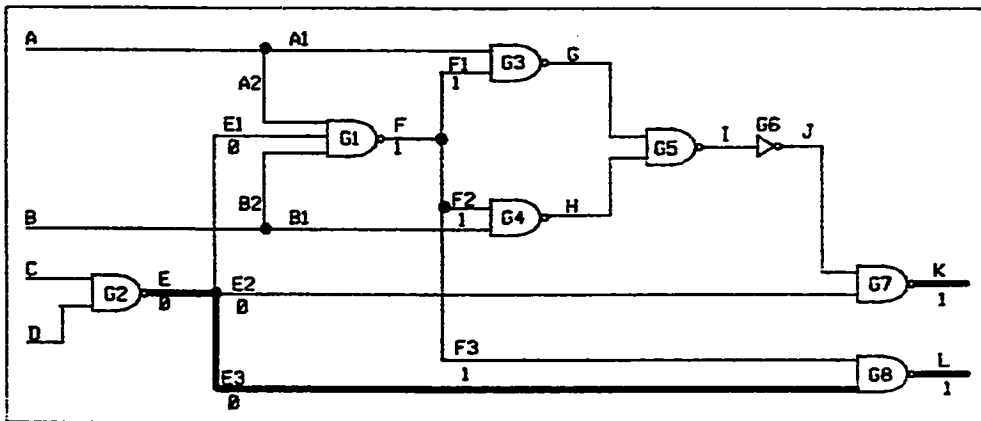 A A1 G
G3
F1
1
A2
E1 F G6
0 G1 1 I J
G5
F2
B2 1 G4 H
B B1
C K
E E2 G7
G2 0 0 1
D
F3 L
E3 1 G8
0 1